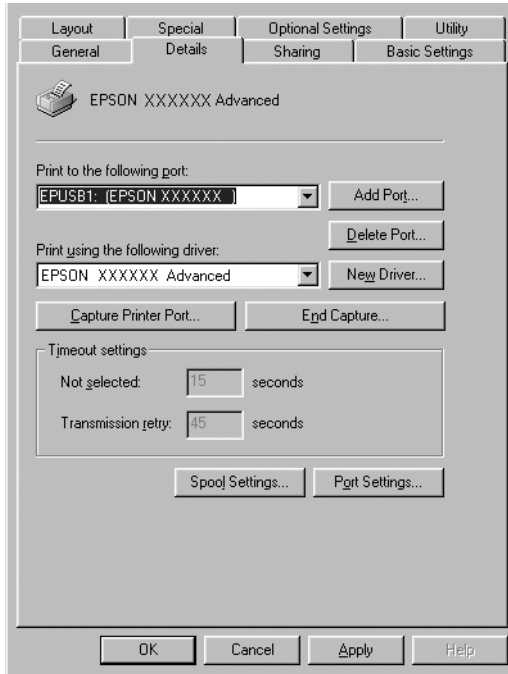 Layout Special Optional Settings Utility
General Details Sharing Basic Settings
EPSON XXXXXX Advanced
Print to the following port:
EPUSB1: (EPSON XXXXXX ) Add Port...
Delete Port...
Print using the following driver:
EPSON XXXXXX Advanced New Driver...
Capture Printer Port... End Capture...
Timeout settings
Not selected: 15 seconds
Transmission retry: 45 seconds
Spool Settings... Port Settings...
OK Cancel Apply Help